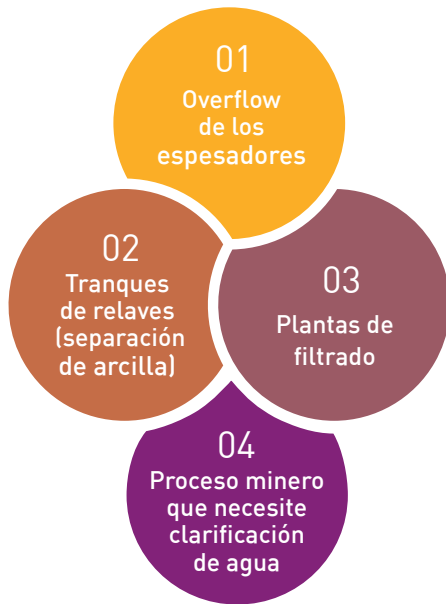 01
Overflow
de los
espesadores
02
Tranques
de relaves
(separación
de arcilla)
03
Plantas de
filtrado
04
Proceso minero
que necesite
clarificación
de agua